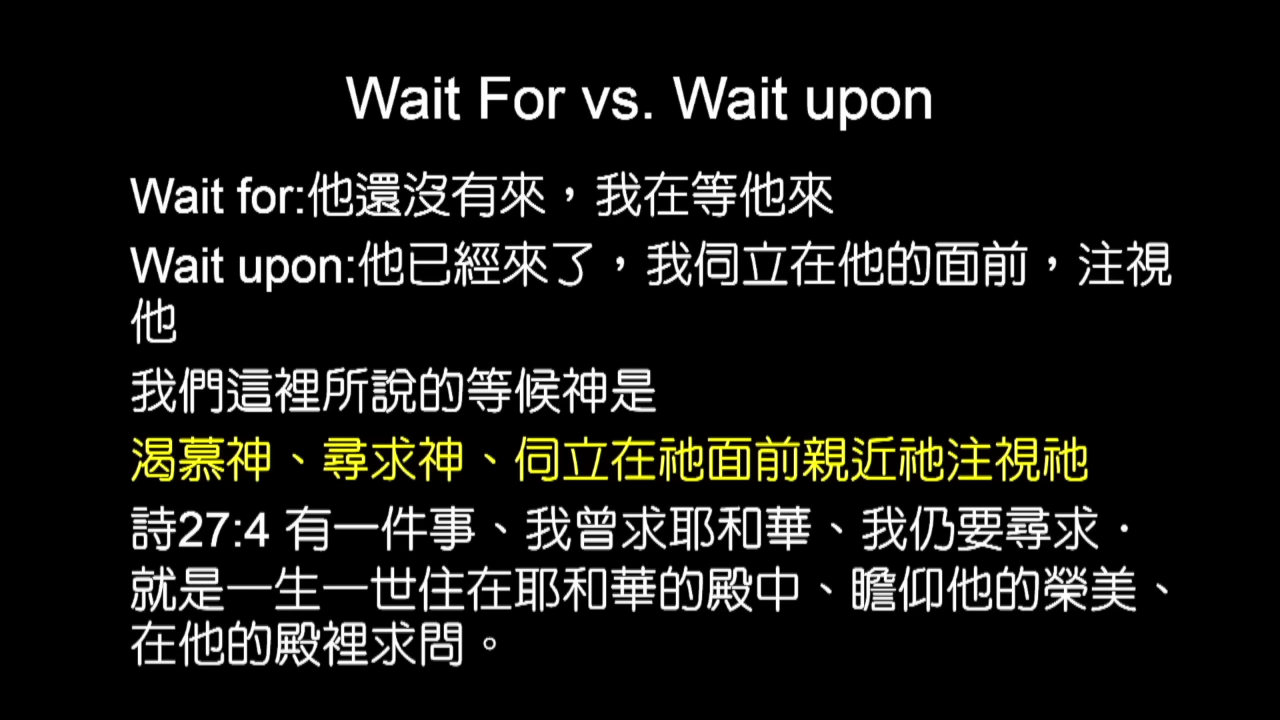 Wait For vs. Wait upon
Wait for:他還沒有來，我在等他來
Wait upon:他已經來了，我伺立在他的面前，注視
他
我們這裡所說的等候神是
渴慕神、尋求神、伺立在祂面前親近祂注視祂
詩27:4 有一件事、我曾求耶和華、我仍要尋求．
就是一生一世住在耶和華的殿中、瞻仰他的榮美、
在他的殿裡求問。